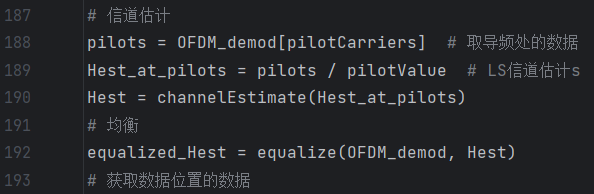 187 # 信道估计
188 pilots = OFDM_demod[pilotCarriers]  # 取导频处的数据
189 Hest_at_pilots = pilots / pilotValue  # LS信道估计s
190 Hest = channelEstimate(Hest_at_pilots)
191 # 均衡
192 equalized_Hest = equalize(OFDM_demod, Hest)
193 # 获取数据位置的数据